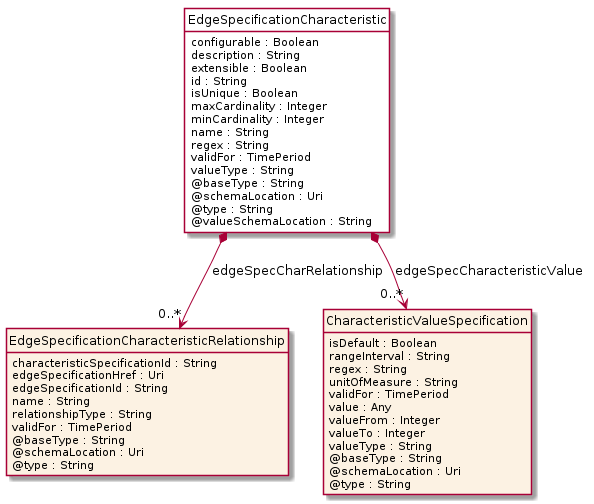 EdgeSpecificationCharacteristic
configurable : Boolean
description : String
extensible : Boolean
id : String
isUnique : Boolean
maxCardinality : Integer
minCardinality : Integer
name : String
regex : String
validFor : TimePeriod
valueType : String
@baseType : String
@schemaLocation : Uri
@type : String
@valueSchemaLocation : String
edgeSpecCharRelationship
edgeSpecCharacteristicValue
0..*
0..*
EdgeSpecificationCharacteristicRelationship
characteristicSpecificationId : String
edgeSpecificationHref : Uri
edgeSpecificationId : String
name : String
relationshipType : String
validFor : TimePeriod
@baseType : String
@schemaLocation : Uri
@type : String
CharacteristicValueSpecification
isDefault : Boolean
rangeInterval : String
regex : String
unitOfMeasure : String
validFor : TimePeriod
value : Any
valueFrom : Integer
valueTo : Integer
valueType : String
@baseType : String
@schemaLocation : Uri
@type : String